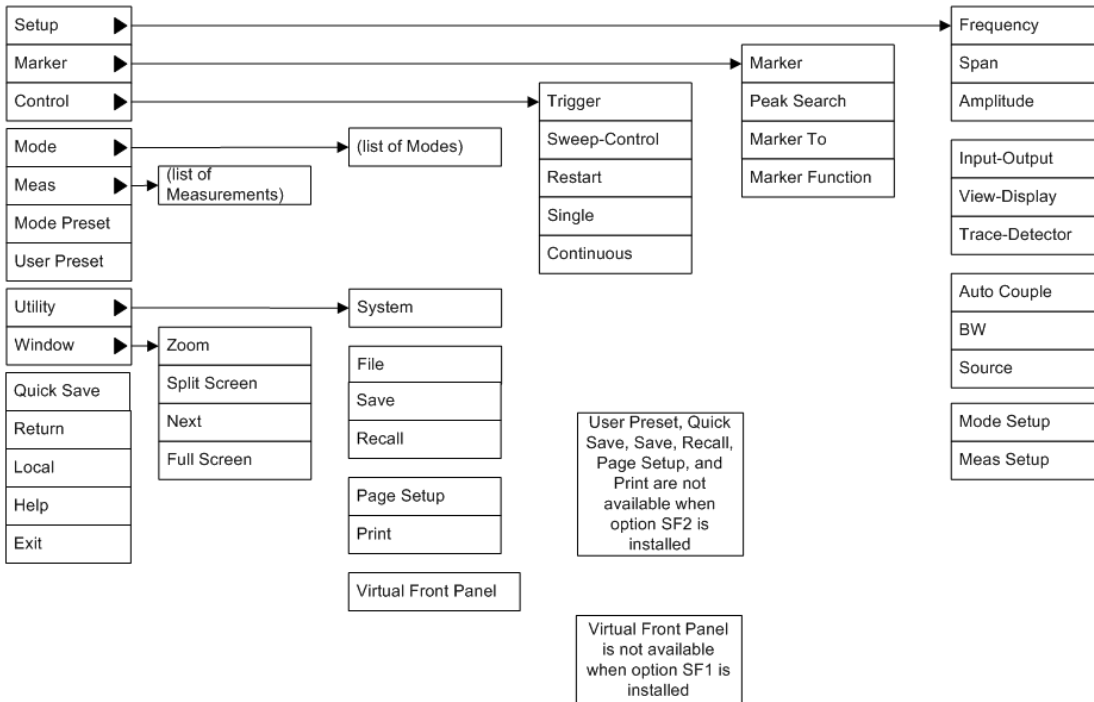 Setup
Marker
Control
Mode
Meas
Mode Preset
User Preset
Utility
Window
Quick Save
Return
Local
Help
Exit
(list of
Measurements)
Zoom
Split Screen
Next
Full Screen
(list of Modes)
System
File
Save
Recall
Page Setup
Print
Virtual Front Panel
Trigger
Sweep-Control
Restart
Single
Continuous
User Preset, Quick
Save, Save, Recall,
Page Setup, and
Print are not
available when
option SF2 is
installed
Virtual Front Panel
is not available
when option SF1 is
installed
Marker
Peak Search
Marker To
Marker Function
Frequency
Span
Amplitude
Input-Output
View-Display
Trace-Detector
Auto Couple
BW
Source
Mode Setup
Meas Setup